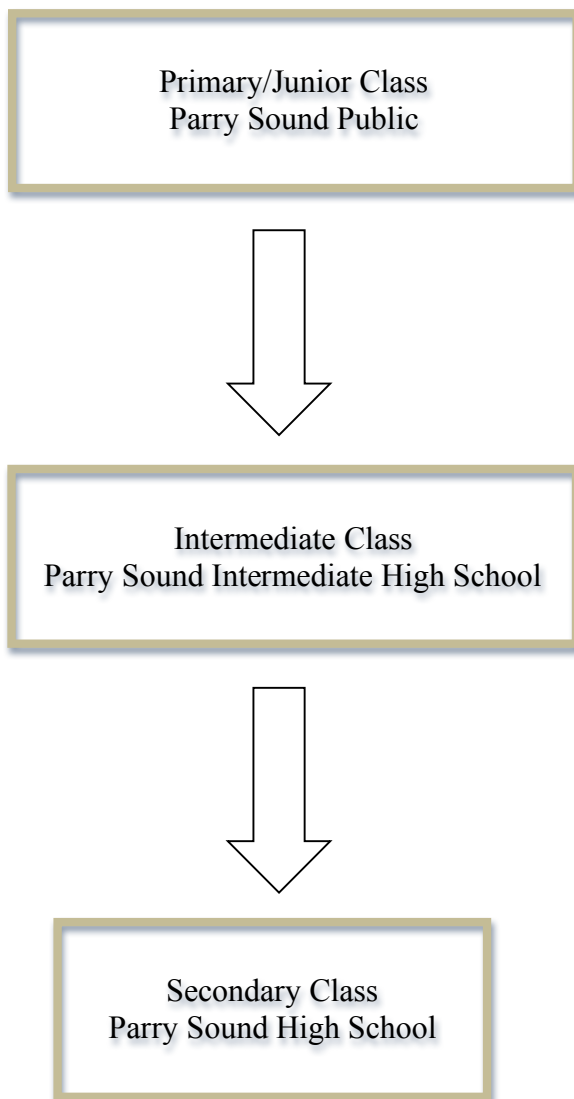 Primary/Junior Class
Parry Sound Public
Intermediate Class
Parry Sound Intermediate High School
Secondary Class
Parry Sound High School